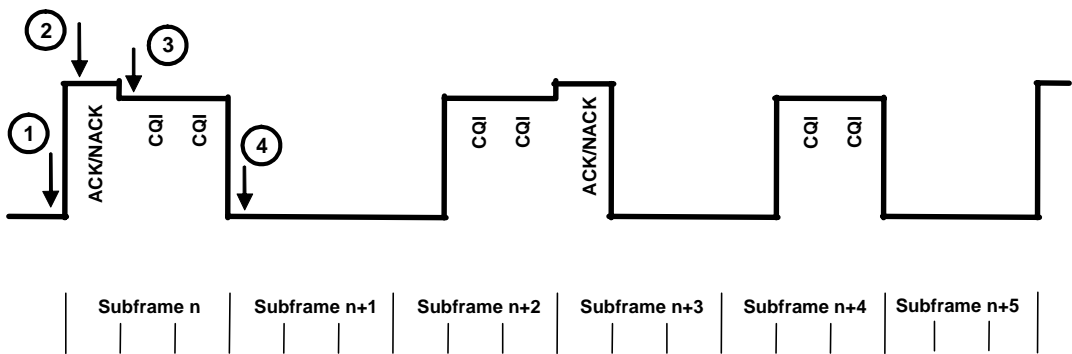 2
3
1
4
ACK/NACK
CQI
CQI
CQI
CQI
ACK/NACK
CQI
CQI
Subframe n
Subframe n+1
Subframe n+2
Subframe n+3
Subframe n+4
Subframe n+5